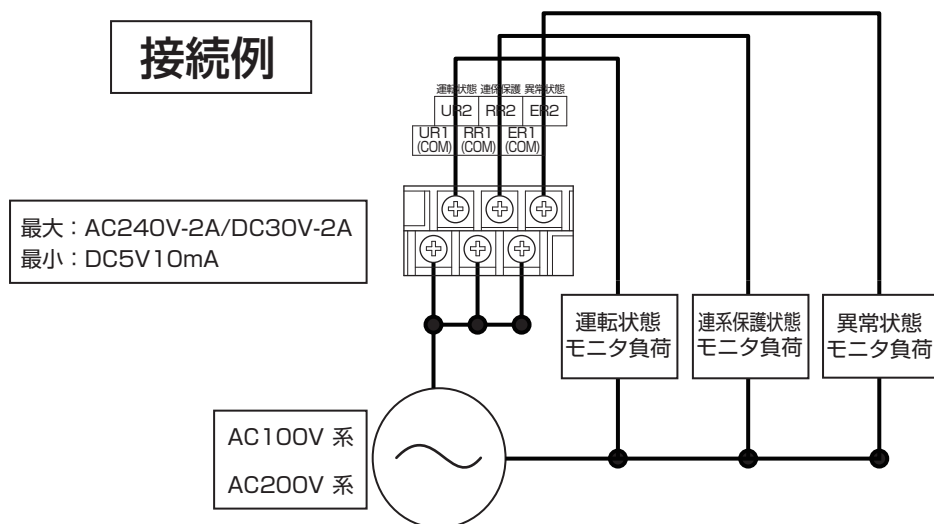 接続例
運転状態 連係保護 異常状態
UR2 RR2 ER2
UR1 RR1 ER1
(COM) (COM) (COM)
最大：AC240V-2A/DC30V-2A
最小：DC5V10mA
運転状態
モニタ負荷
連系保護状態
モニタ負荷
異常状態
モニタ負荷
AC100V 系
AC200V 系